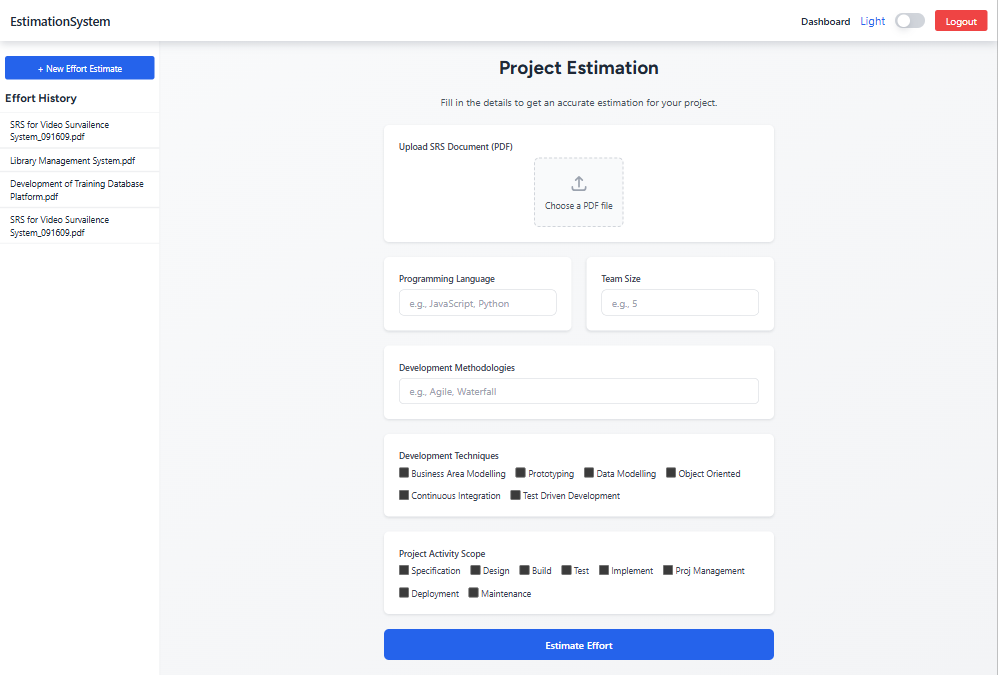 EstimationSystem
Dashboard Light Logout
+ New Effort Estimate
Effort History
SRS for Video Survailence
System_091609.pdf
Library Management System.pdf
Development of Training Database
Platform.pdf
SRS for Video Survailence
System_091609.pdf
Project Estimation
Fill in the details to get an accurate estimation for your project.
Upload SRS Document (PDF)
Choose a PDF file
Programming Language
e.g., JavaScript, Python
Team Size
e.g., 5
Development Methodologies
e.g., Agile, Waterfall
Development Techniques
Business Area Modelling Prototyping Data Modelling Object Oriented
Continuous Integration Test Driven Development
Project Activity Scope
Specification Design Build Test Implement Proj Management
Deployment Maintenance
Estimate Effort